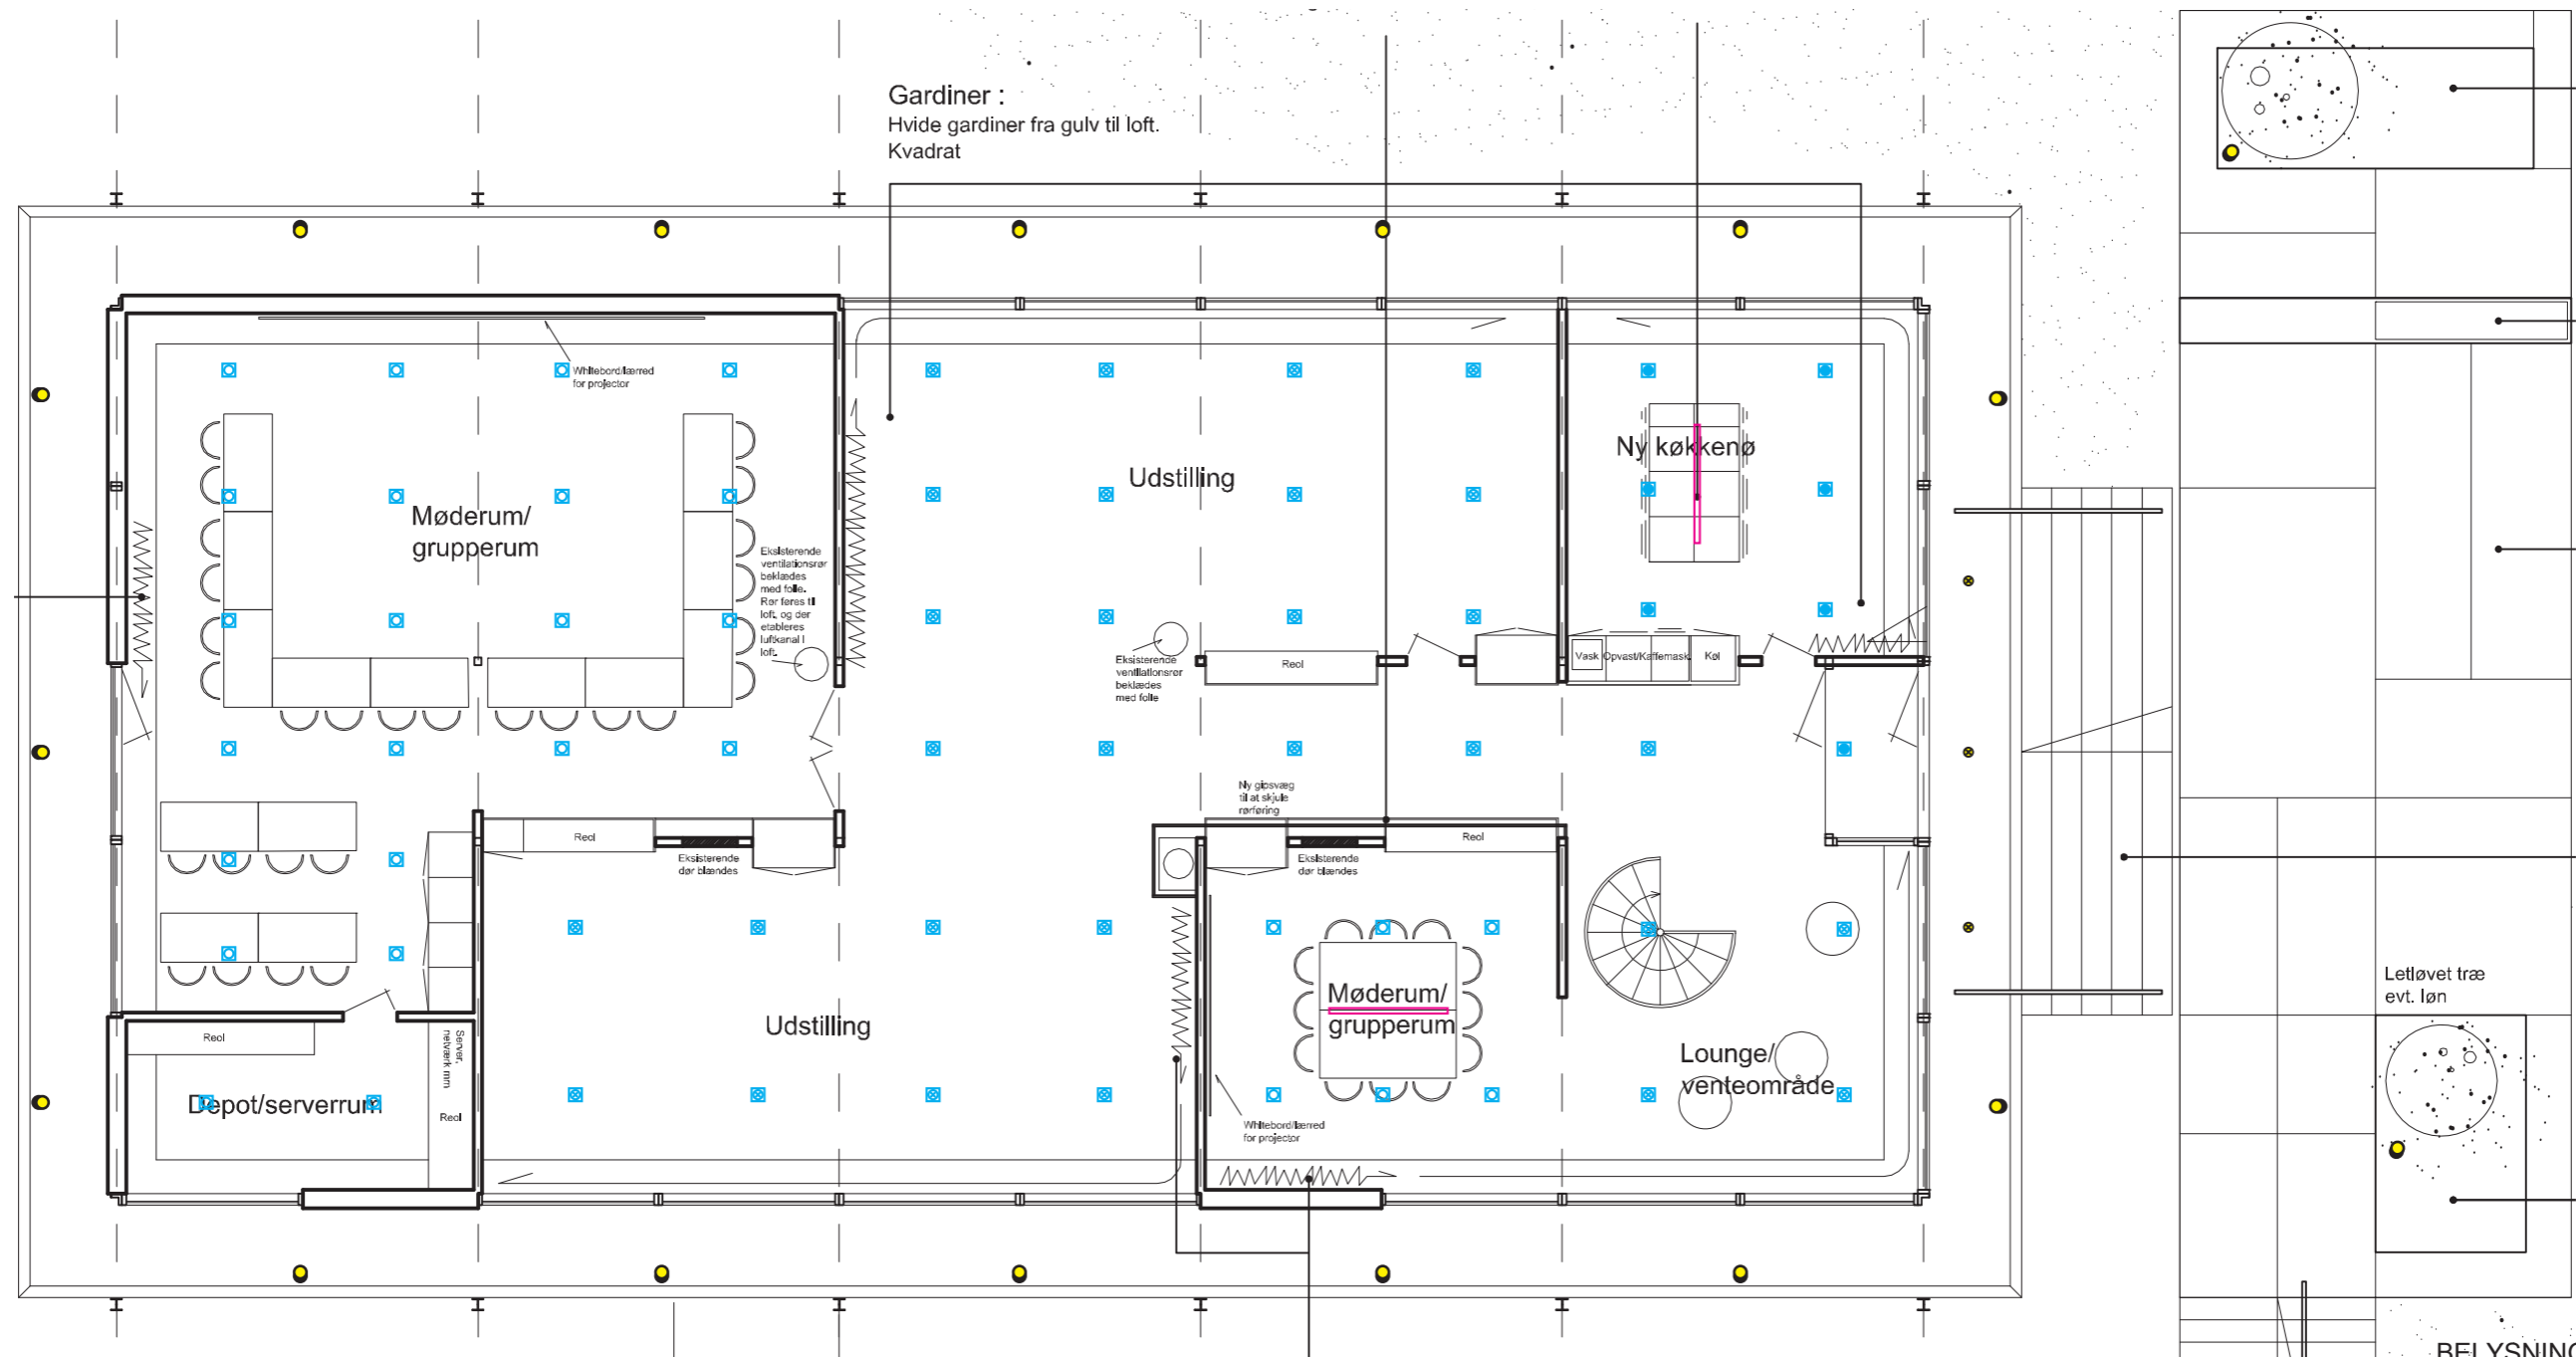 Gardiner :
Hvide gardiner fra gulv til loft.
Kvadrat
Whitebord/lærred
for projector
Møderum/
grupperum
Eksisterende
ventilationsrør
beklædes
med folie.
Rør føres til
loft, og der
etableres
luftkanal i
loft.
Udstilling
Ny køkkenø
Eksisterende
ventilationsrør
beklædes
med folie
Reol
Vask
Opvask/Kaffemask.
Køl
Ny gipsvæg
til at skjule
rørføring
Reol
Eksisterende
dør blændes
Eksisterende
dør blændes
Reol
Letløvet træ
evt. løn
Møderum/
grupperum
Udstilling
Reol
Server,
netværk mm
Reol
Depot/serverrum
Lounge/
venteområde
Whitebord/lærred
for projector